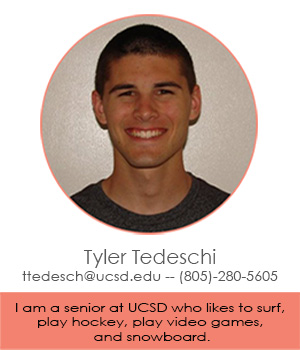 Tyler Tedeschi
ttedesch@ucsd.edu -- (805)-280-5605
I am a senior at UCSD who likes to surf,
play hockey, play video games,
and snowboard.